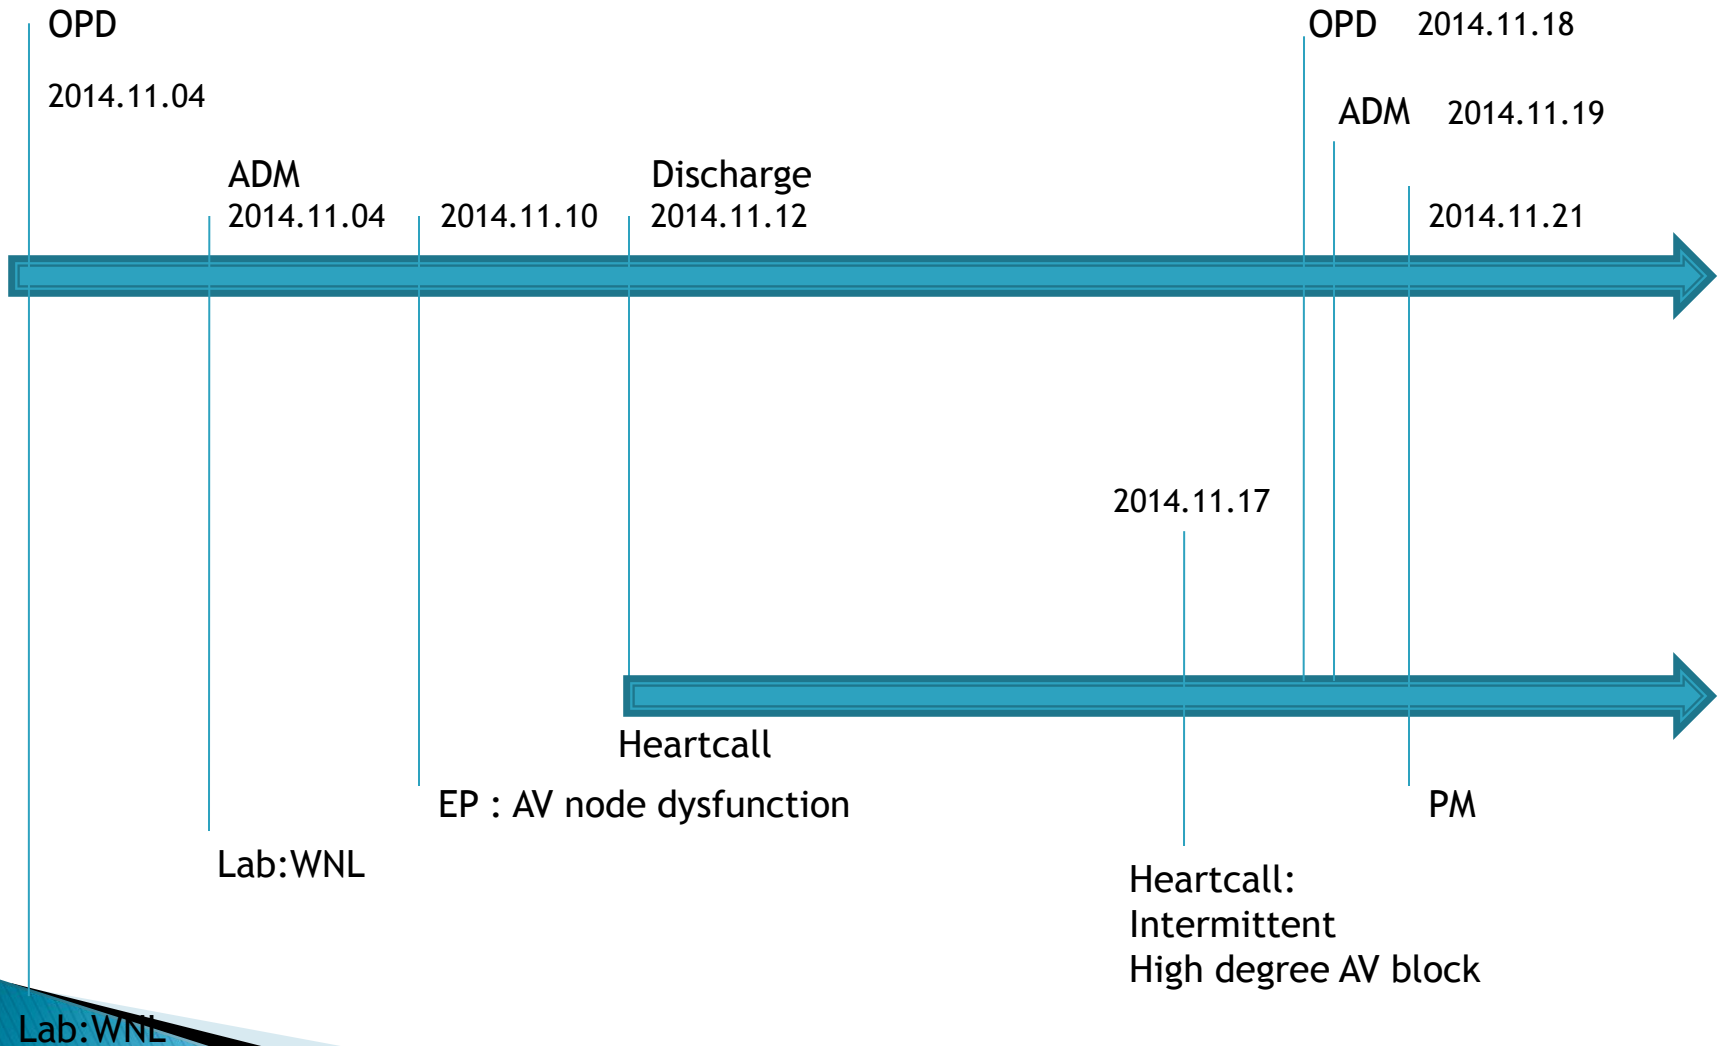 OPD
2014.11.04
ADM
2014.11.04
2014.11.10
Discharge
2014.11.12
OPD 2014.11.18
ADM 2014.11.19
2014.11.21
2014.11.17
Heartcall
EP : AV node dysfunction
PM
Lab:WNL
Heartcall:
Intermittent
High degree AV block
Lab:WNL